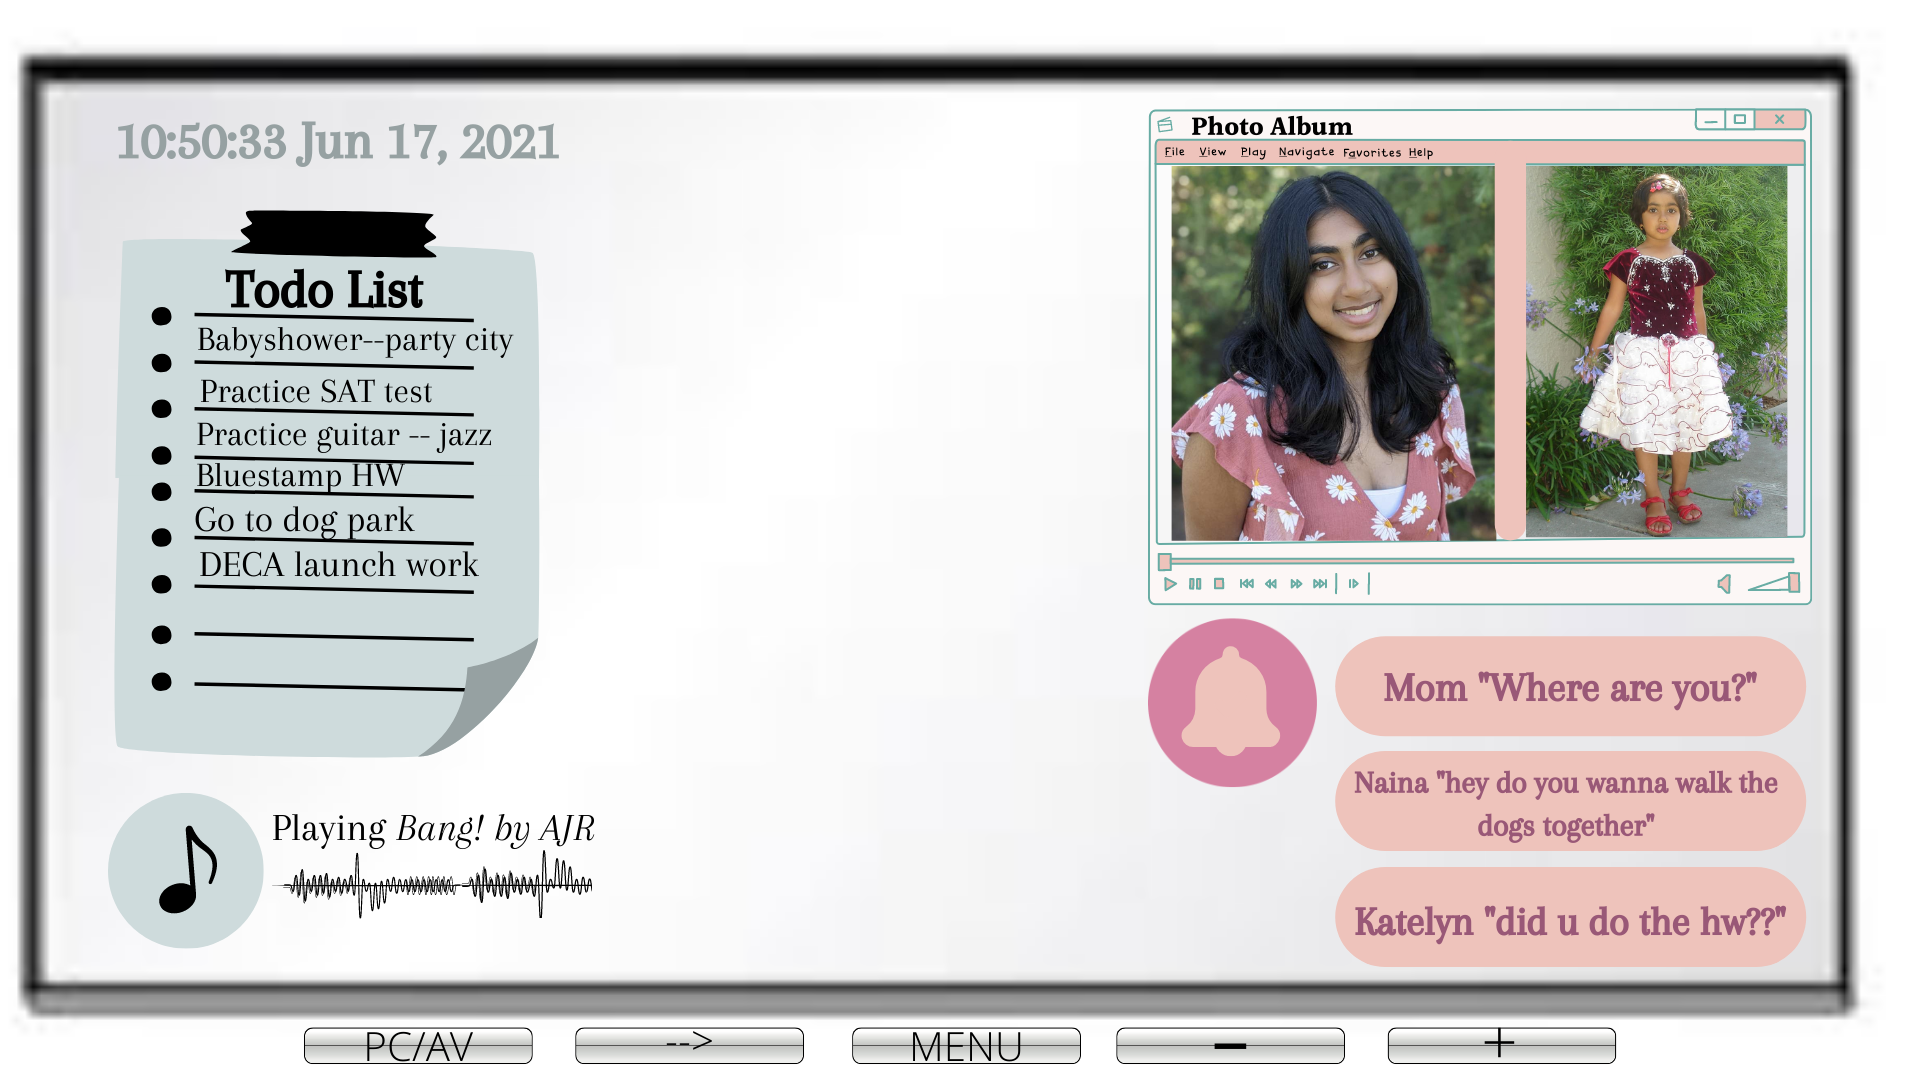 10:50:33 Jun 17, 2021
Todo List
Babyshower--party city
Practice SAT test
Practice guitar -- jazz
Bluestamp HW
Go to dog park
DECA launch work
Playing Bang! by AJR
Photo Album
File View Play Navigate Favorites Help
Mom "Where are you?"
Naina "hey do you wanna walk the
dogs together"
Katelyn "did u do the hw??"
PC/AV --> MENU - +